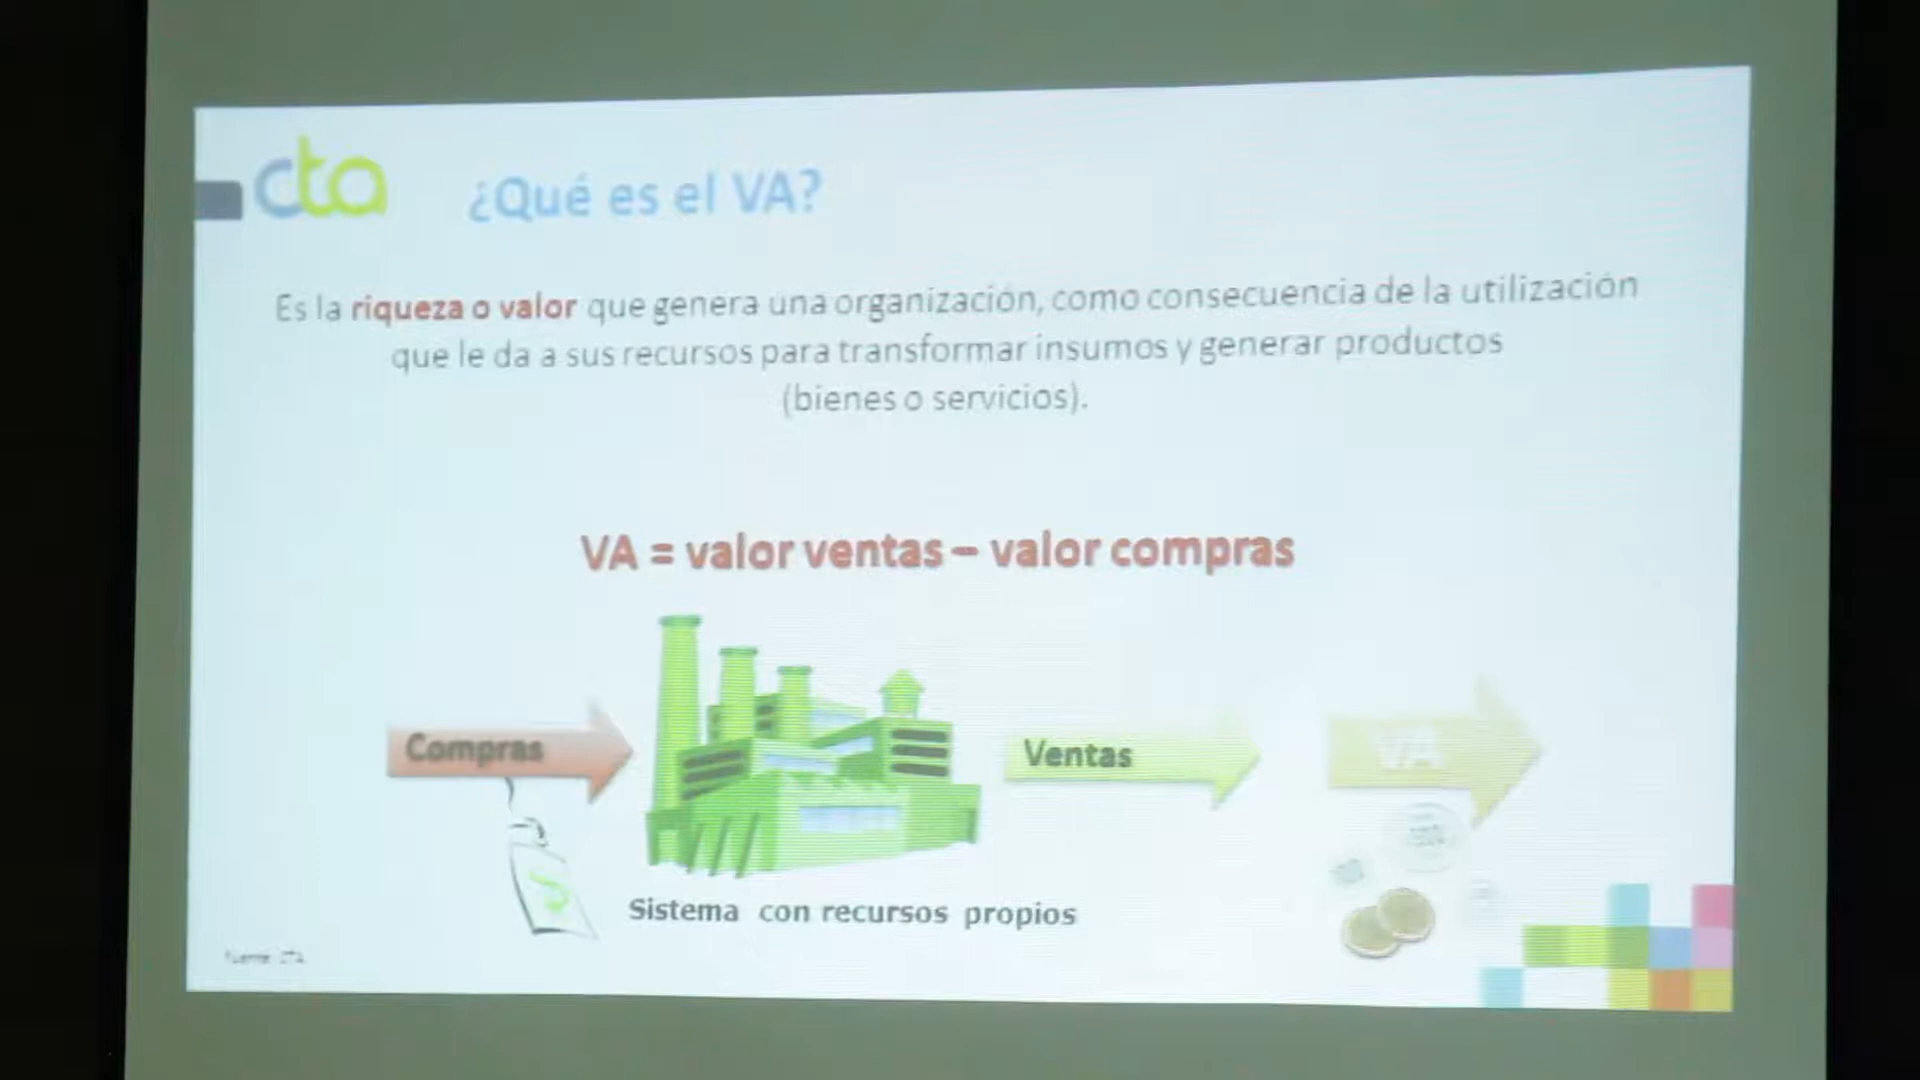 cta
¿Qué es el VA?
Es la riqueza o valor que genera una organización, como consecuencia de la utilización
que le da a sus recursos para transformar insumos y generar productos
(bienes o servicios).
VA = valor ventas – valor compras
Compras
Ventas
VA
$
Sistema con recursos propios
Fuente: CTA